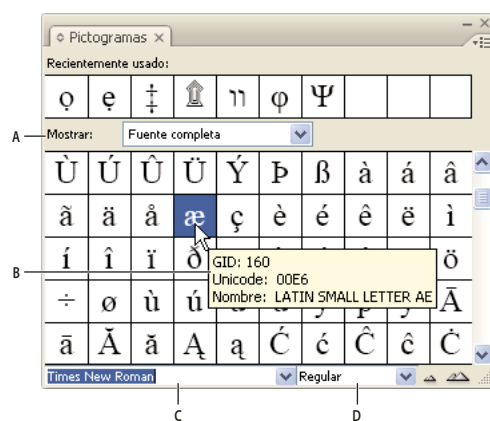 Pictogramas
Recientemente usado:
ọ ẹ ‡ ײ φ Ψ
A
Mostrar: Fuente completa
Ù Ú Û Ü Ý Þ ß à á â
ã ä å æ ç è é ê ë ì
í î ï ð ö
B
GID: 160
Unicode: 00E6
Nombre: LATIN SMALL LETTER AE
÷ ø ù ú Ā
ā Ă ă Ą ą Ć ć Ĉ ĉ Ċ
Times New Roman Regular
C D